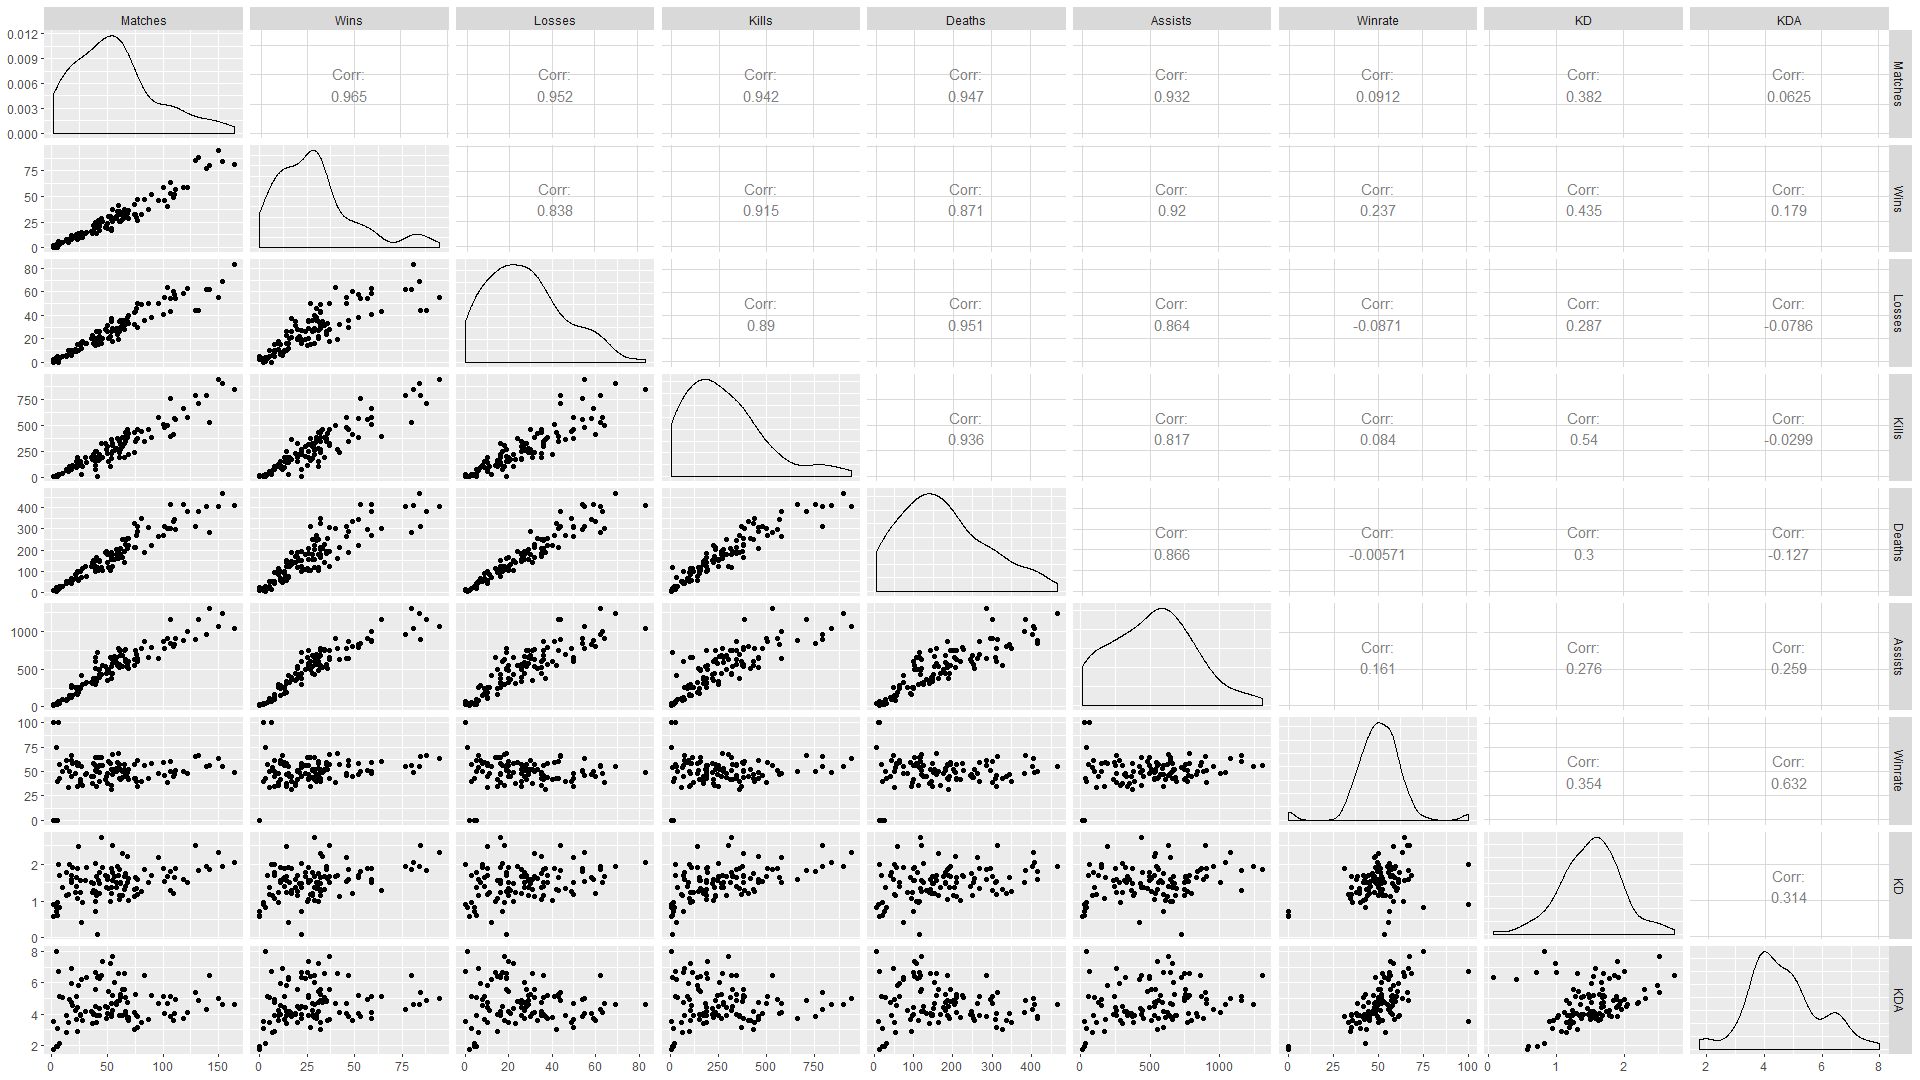 Matches Wins Losses Kills Deaths Assists Winrate KD KDA
0.012
0.009
0.006
0.003
0.000
Corr: Corr: Corr: Corr: Corr: Corr: Corr: Corr:
0.965 0.952 0.942 0.947 0.932 0.0912 0.382 0.0625
Matches
75
50
25
0
Corr: Corr: Corr: Corr: Corr: Corr: Corr:
0.838 0.915 0.871 0.92 0.237 0.435 0.179
Wins
80
60
40
20
0
Corr: Corr: Corr: Corr: Corr: Corr:
0.89 0.951 0.864 -0.0871 0.287 -0.0786
Losses
750
500
250
0
Corr: Corr: Corr: Corr: Corr:
0.936 0.817 0.084 0.54 -0.0299
Kills
400
300
200
100
0
Corr: Corr: Corr: Corr:
0.866 -0.00571 0.3 -0.127
Deaths
1000
500
0
Corr: Corr: Corr:
0.161 0.276 0.259
Assists
100
75
50
25
0
Corr: Corr:
0.354 0.632
Winrate
2
1
0
Corr:
0.314
KD
8
6
4
2
KDA
0 50 100 150 0 25 50 75 0 20 40 60 80 0 250 500 750 0 100 200 300 400 0 500 1000 0 25 50 75 100 0 1 2 2 4 6 8